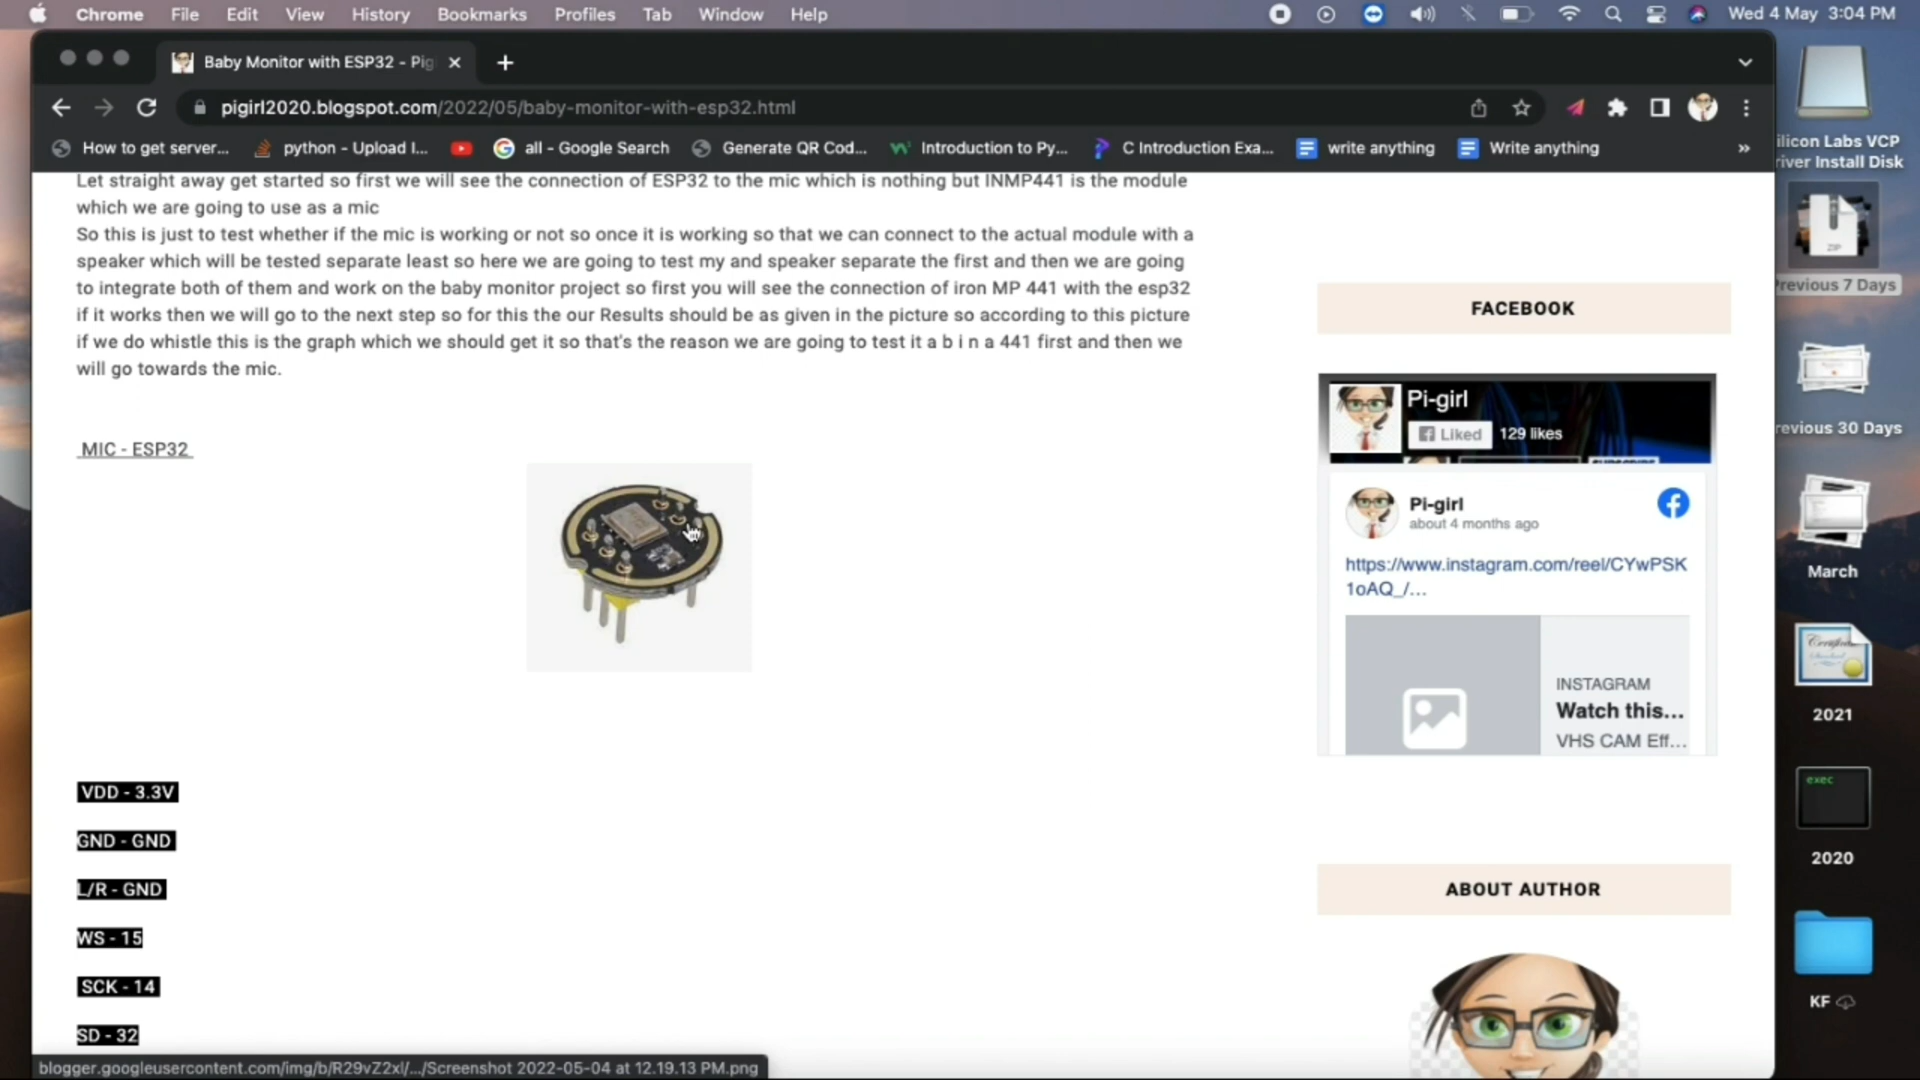 Chrome File Edit View History Bookmarks Profiles Tab Window Help Wed 4 May 3:04 PM
Baby Monitor with ESP32 - Pig
pigirl2020.blogspot.com/2022/05/baby-monitor-with-esp32.html
How to get server... python - Upload I... all - Google Search Generate QR Cod... Introduction to Py... C Introduction Exa... write anything Write anything »
Let straight away get started so first we will see the connection of ESP32 to the mic which is nothing but INMP441 is the module
which we are going to use as a mic
So this is just to test whether if the mic is working or not so once it is working so that we can connect to the actual module with a
speaker which will be tested separate least so here we are going to test my and speaker separate the first and then we are going
to integrate both of them and work on the baby monitor project so first you will see the connection of iron MP 441 with the esp32
if it works then we will go to the next step so for this the our Results should be as given in the picture so according to this picture
if we do whistle this is the graph which we should get it so that's the reason we are going to test it a b i n a 441 first and then we
will go towards the mic.
MIC - ESP32
VDD - 3.3V
GND - GND
L/R - GND
WS - 15
SCK - 14
SD - 32
blogger.googleusercontent.com/img/b/R29vZ2xl/.../Screenshot 2022-05-04 at 12.19.13 PM.png
FACEBOOK
Pi-girl
Liked 129 likes
Pi-girl
about 4 months ago
https://www.instagram.com/reel/CYwPSK
1oAQ_/...
INSTAGRAM
Watch this...
VHS CAM Eff...
ABOUT AUTHOR
ilicon Labs VCP
river Install Disk
ZIP
Previous 7 Days
revious 30 Days
March
2021
exec
2020
KF